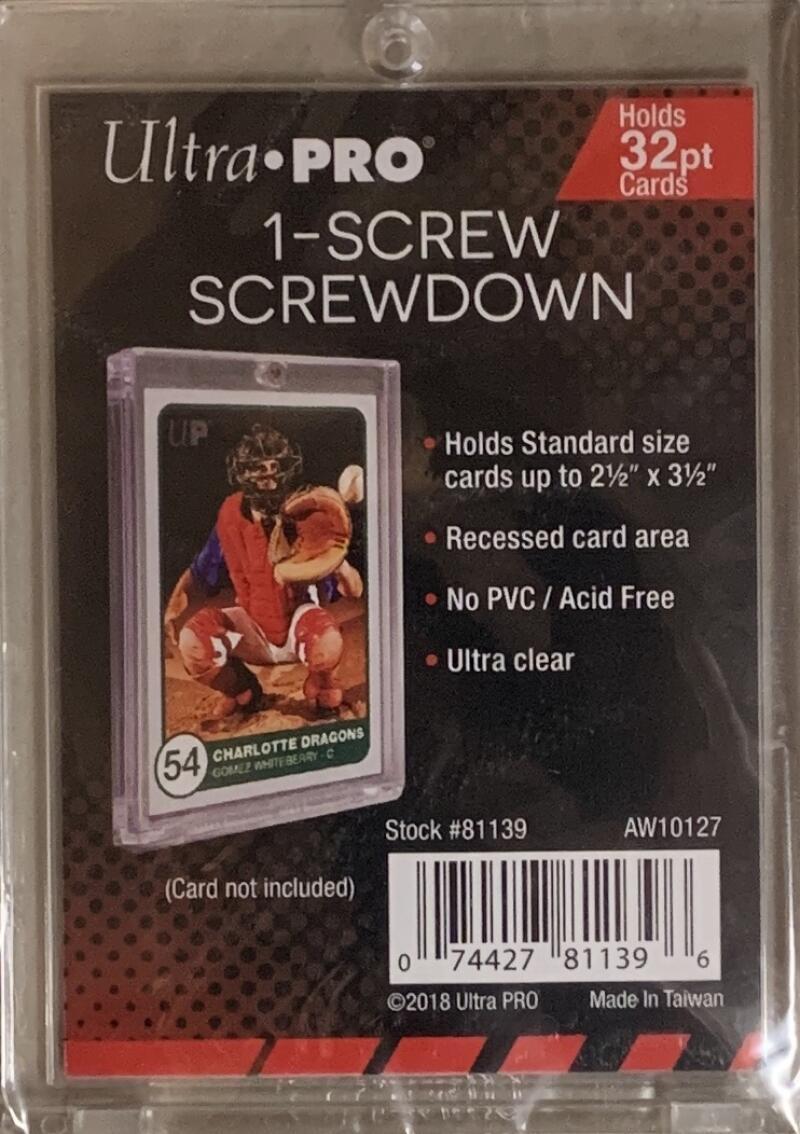 Ultra•PRO®
Holds
32pt
Cards
1-SCREW
SCREWDOWN
• Holds Standard size
cards up to 2½" x 3½"
• Recessed card area
• No PVC / Acid Free
• Ultra clear
UP
54
CHARLOTTE DRAGONS
GOMEZ WHITEBERRY - C
(Card not included)
Stock #81139 AW10127
0 74427 81139 6
©2018 Ultra PRO Made In Taiwan